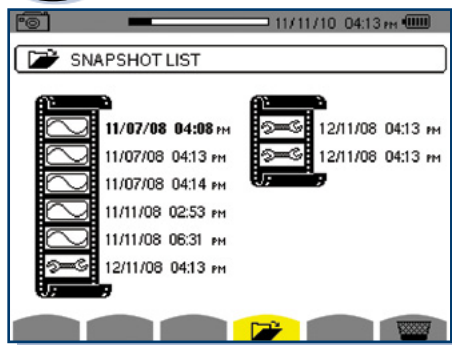 11/11/10 04:13 PM
SNAPSHOT LIST
11/07/08 04:08 PM
11/07/08 04:13 PM
11/07/08 04:14 PM
11/11/08 02:53 PM
11/11/08 06:31 PM
12/11/08 04:13 PM
12/11/08 04:13 PM
12/11/08 04:13 PM